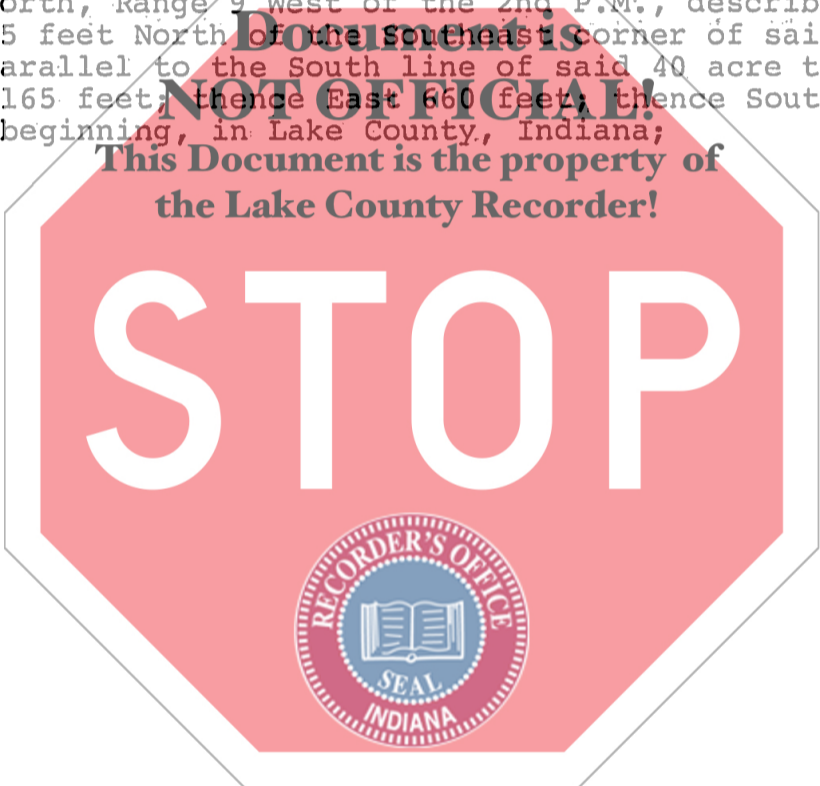 orth, Range 9 West of the 2nd P.M., describ
Document is
5 feet North of the Southeast corner of sai
arallel to the South line of said 40 acre t
NOT OFFICIAL!
165 feet; thence East 660 feet; thence Sout
beginning, in Lake County, Indiana;
This Document is the property of
the Lake County Recorder!
STOP
RECORDER'S OFFICE
SEAL
INDIANA